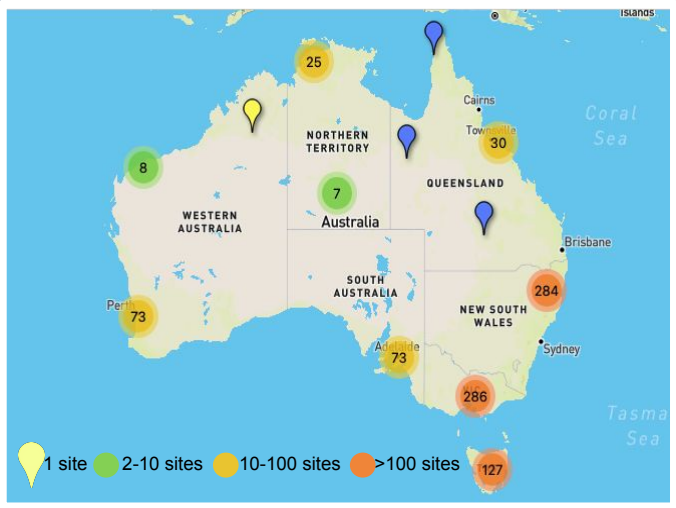 Islands
25
Cairns
Coral
Sea
Townsville
30
NORTHERN
TERRITORY
8
QUEENSLAND
7
Australia
WESTERN
AUSTRALIA
Brisbane
SOUTH
AUSTRALIA
284
Perth
73
NEW SOUTH
WALES
Adelaide
73
Sydney
286
Tasma
Sea
1 site
2-10 sites
10-100 sites
>100 sites
127